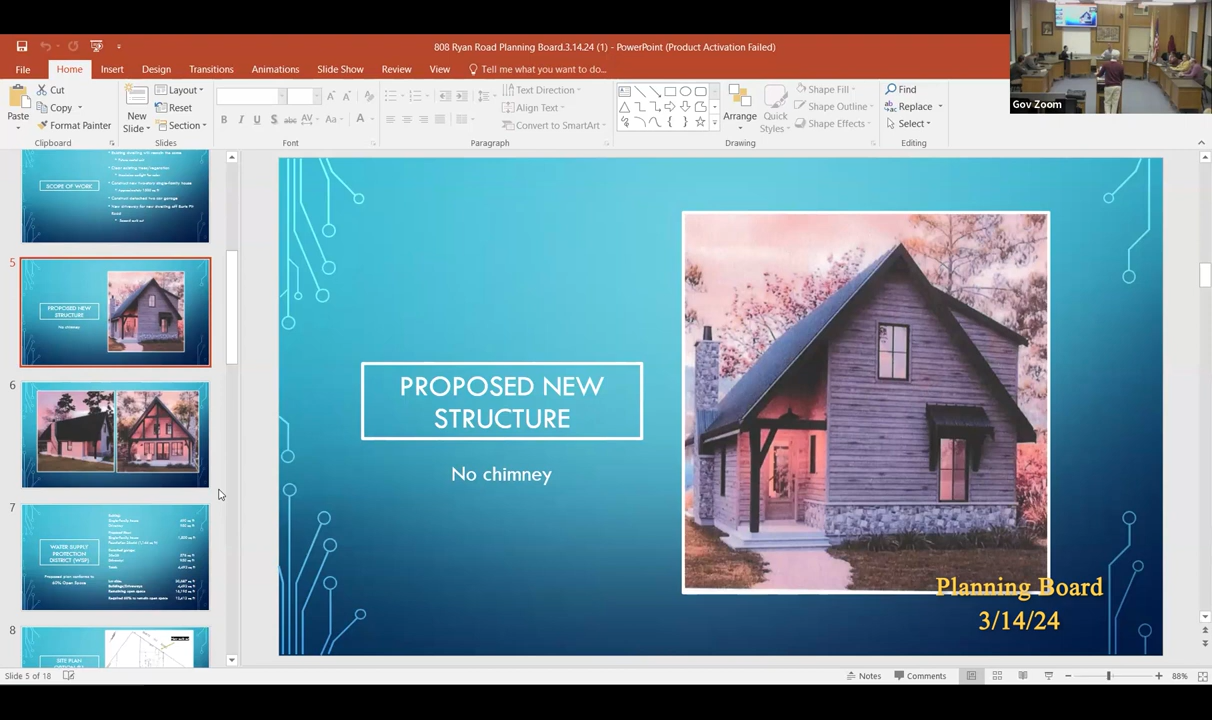 808 Ryan Road Planning Board.3.14.24 (1) - PowerPoint (Product Activation Failed)
Gov Zoom
File Home Insert Design Transitions Animations Slide Show Review View Tell me what you want to do...
Paste
Cut
Copy
Format Painter
Clipboard
New
Slide
Layout
Reset
Section
Slides
B I U S abc AV Aa A
Font
Text Direction
Align Text
Convert to SmartArt
Paragraph
Arrange
Quick
Styles
Shape Fill
Shape Outline
Shape Effects
Drawing
Find
Replace
Select
Editing
SCOPE OF WORK
5
PROPOSED NEW
STRUCTURE
No chimney
6
7
WATER SUPPLY
PROTECTION
DISTRICT (WSP)
8
PROPOSED NEW
STRUCTURE
No chimney
Planning Board
3/14/24
Slide 5 of 18
Notes
Comments
88%